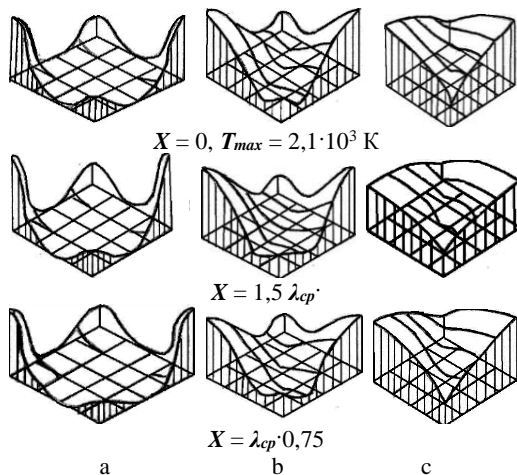 X = 0, Tmax = 2,1·10³ К
X = 1,5 λcp·
X = λcp·0,75
a b c